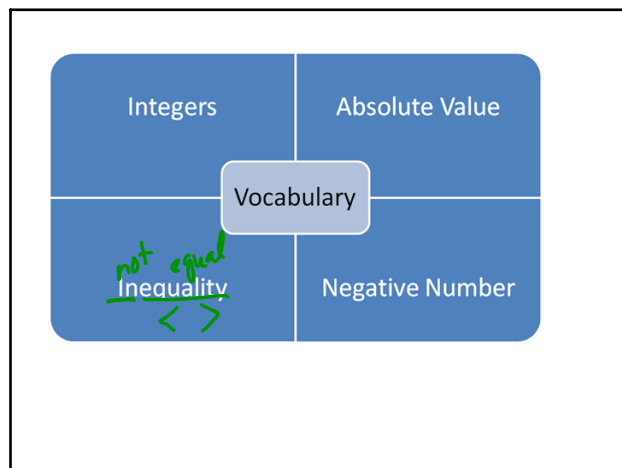 Integers
Absolute Value
Vocabulary
not equal
Inequality
< >
Negative Number